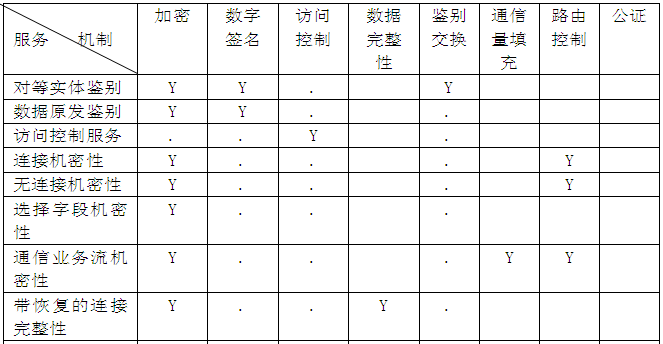 服务 机制 加密 数字签名 访问控制 数据完整性 鉴别交换 通信量填充 路由控制 公证
对等实体鉴别 Y Y . Y
数据原发鉴别 Y Y . .
访问控制服务 . . Y .
连接机密性 Y . . . Y
无连接机密性 Y . . . Y
选择字段机密性 Y . . .
通信业务流机密性 Y . . . Y Y
带恢复的连接完整性 Y . . Y .